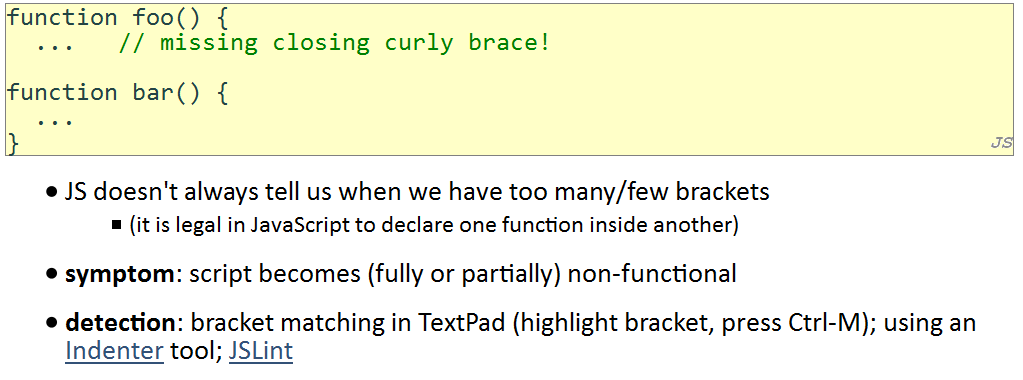 function foo() {
  ...   // missing closing curly brace!

function bar() {
  ...
}
JS
• JS doesn't always tell us when we have too many/few brackets
▪ (it is legal in JavaScript to declare one function inside another)
• symptom: script becomes (fully or partially) non-functional
• detection: bracket matching in TextPad (highlight bracket, press Ctrl-M); using an
Indenter tool; JSLint